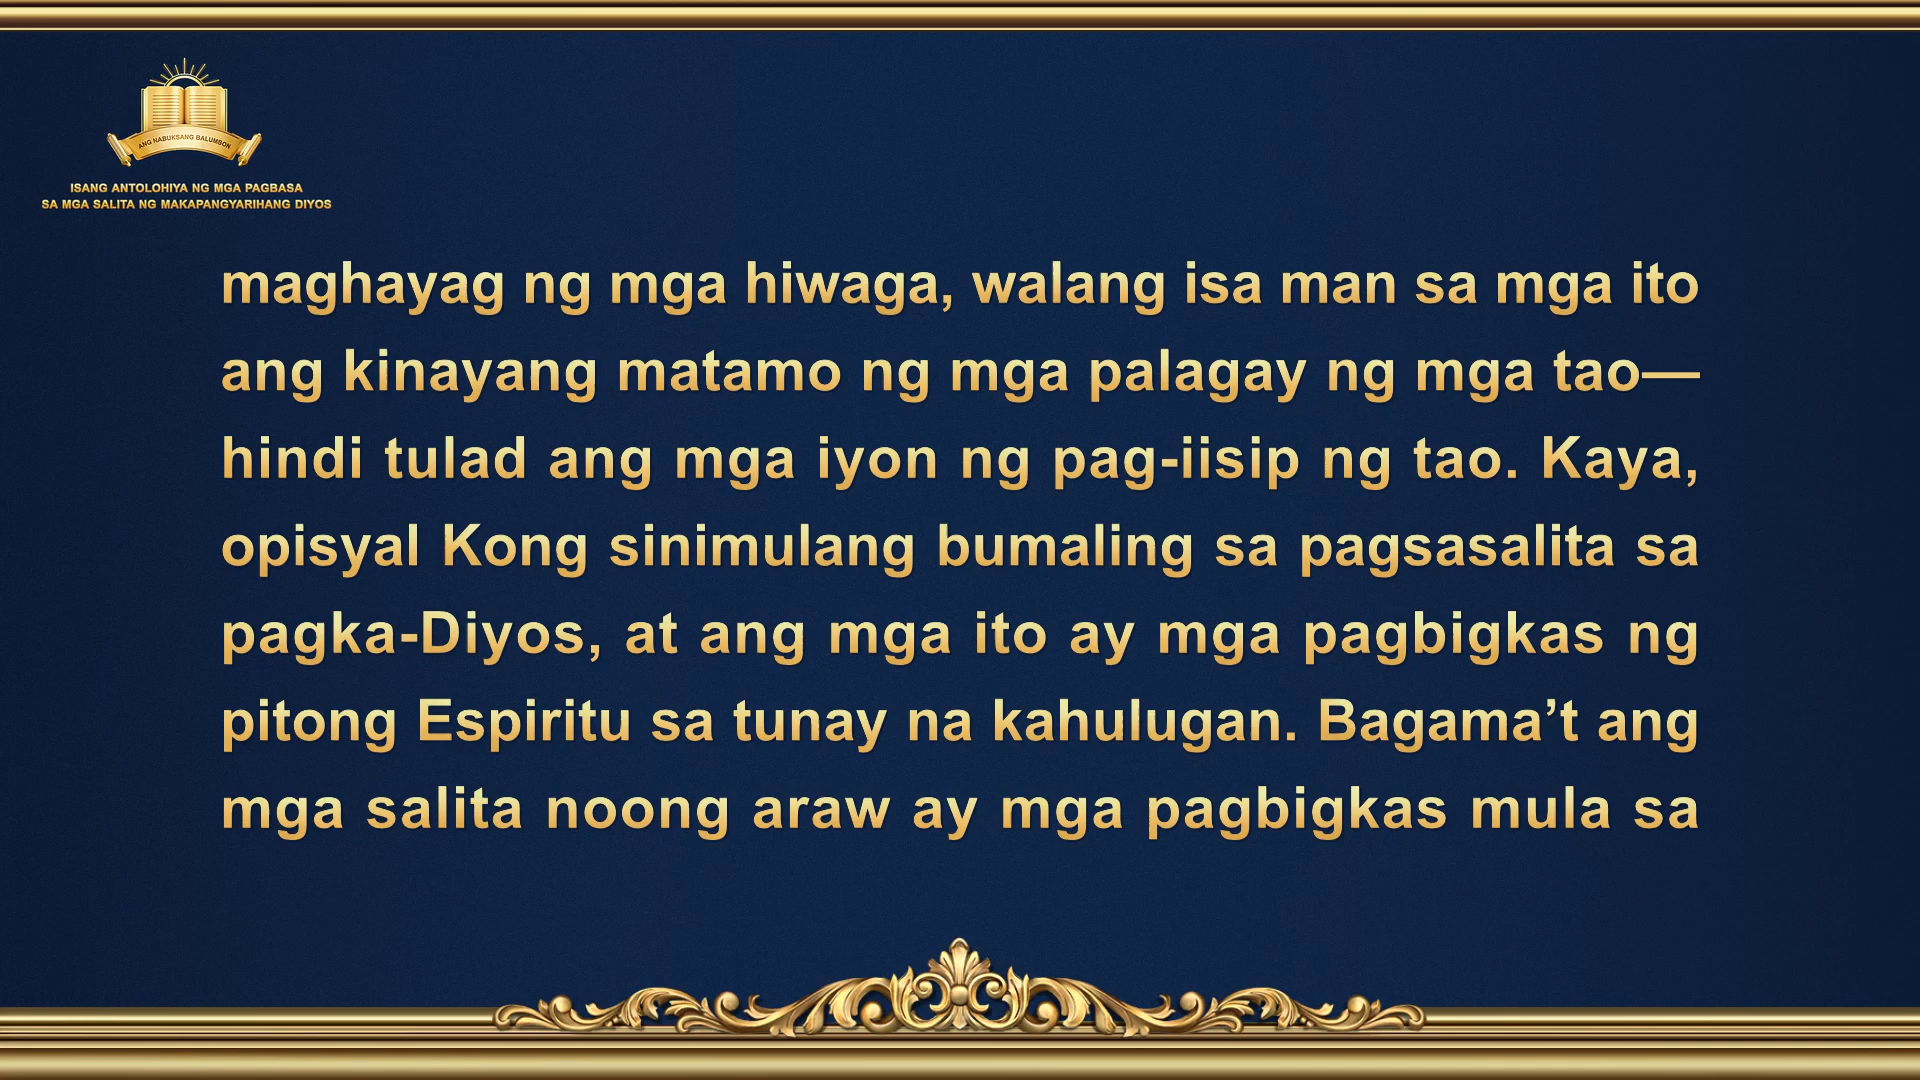 ANG NABUKSANG BALUMBON
ISANG ANTOLOHIYA NG MGA PAGBASA
SA MGA SALITA NG MAKAPANGYARIHANG DIYOS
maghayag ng mga hiwaga, walang isa man sa mga ito
ang kinayang matamo ng mga palagay ng mga tao—
hindi tulad ang mga iyon ng pag-iisip ng tao. Kaya,
opisyal Kong sinimulang bumaling sa pagsasalita sa
pagka-Diyos, at ang mga ito ay mga pagbigkas ng
pitong Espiritu sa tunay na kahulugan. Bagama’t ang
mga salita noong araw ay mga pagbigkas mula sa